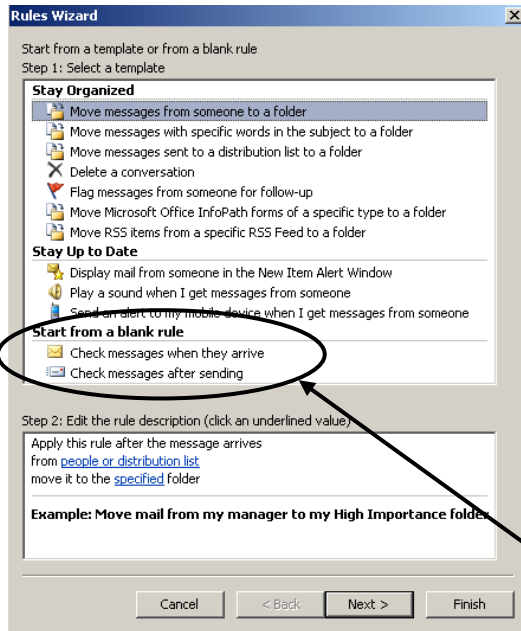 Rules Wizard
Start from a template or from a blank rule
Step 1: Select a template
Stay Organized
Move messages from someone to a folder
Move messages with specific words in the subject to a folder
Move messages sent to a distribution list to a folder
Delete a conversation
Flag messages from someone for follow-up
Move Microsoft Office InfoPath forms of a specific type to a folder
Move RSS items from a specific RSS Feed to a folder
Stay Up to Date
Display mail from someone in the New Item Alert Window
Play a sound when I get messages from someone
Send an alert to my mobile device when I get messages from someone
Start from a blank rule
Check messages when they arrive
Check messages after sending
Step 2: Edit the rule description (click an underlined value)
Apply this rule after the message arrives
from people or distribution list
move it to the specified folder
Example: Move mail from my manager to my High Importance folder
Cancel < Back Next > Finish